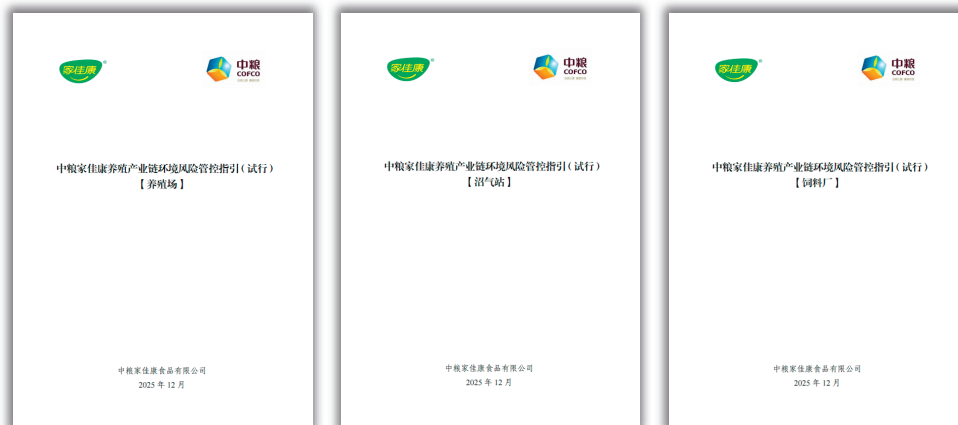 家佳康®
中粮
COFCO
中粮家佳康养殖产业链环境风险管控指引(试行)
【养殖场】
中粮家佳康食品有限公司
2025 年 12 月
家佳康®
中粮
COFCO
中粮家佳康养殖产业链环境风险管控指引(试行)
【沼气站】
中粮家佳康食品有限公司
2025 年 12 月
家佳康®
中粮
COFCO
中粮家佳康养殖产业链环境风险管控指引(试行)
【饲料厂】
中粮家佳康食品有限公司
2025 年 12 月